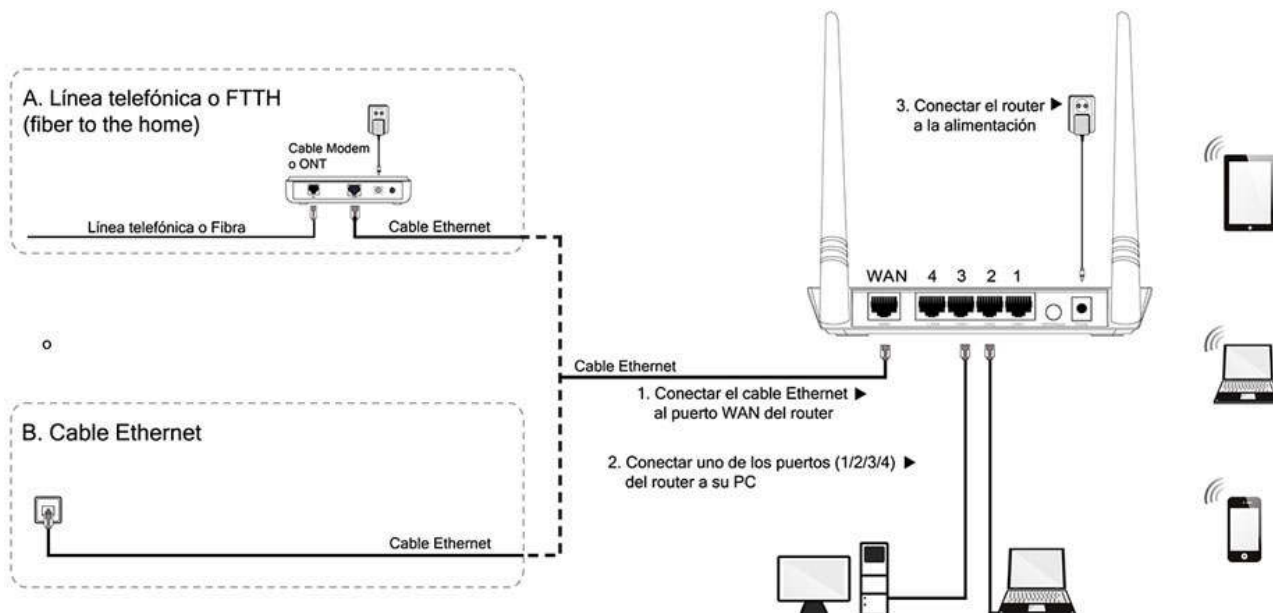 A. Línea telefónica o FTTH
(fiber to the home)
Cable Modem
o ONT
Línea telefónica o Fibra
Cable Ethernet
o
B. Cable Ethernet
Cable Ethernet
Cable Ethernet
1. Conectar el cable Ethernet ▶
al puerto WAN del router
2. Conectar uno de los puertos (1/2/3/4) ▶
del router a su PC
3. Conectar el router ▶
a la alimentación
WAN 4 3 2 1